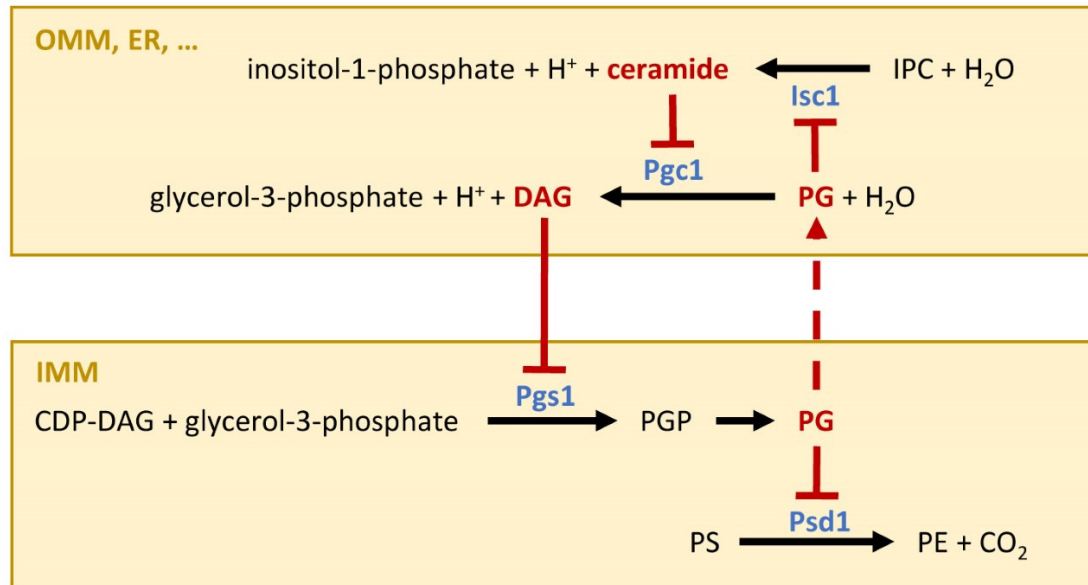 OMM, ER, ...
inositol-1-phosphate + H⁺ + ceramide
IPC + H₂O
Isc1
Pgc1
glycerol-3-phosphate + H⁺ + DAG
PG + H₂O
IMM
Pgs1
CDP-DAG + glycerol-3-phosphate
PGP
PG
Psd1
PS
PE + CO₂